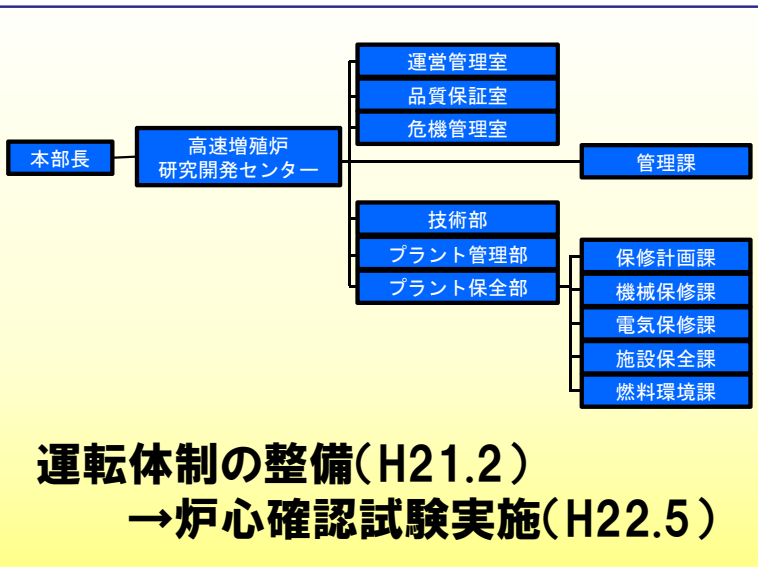 運営管理室
品質保証室
危機管理室
本部長
高速増殖炉
研究開発センター
管理課
技術部
プラント管理部
プラント保全部
保修計画課
機械保修課
電気保修課
施設保全課
燃料環境課
運転体制の整備(H21.2)
→炉心確認試験実施(H22.5)